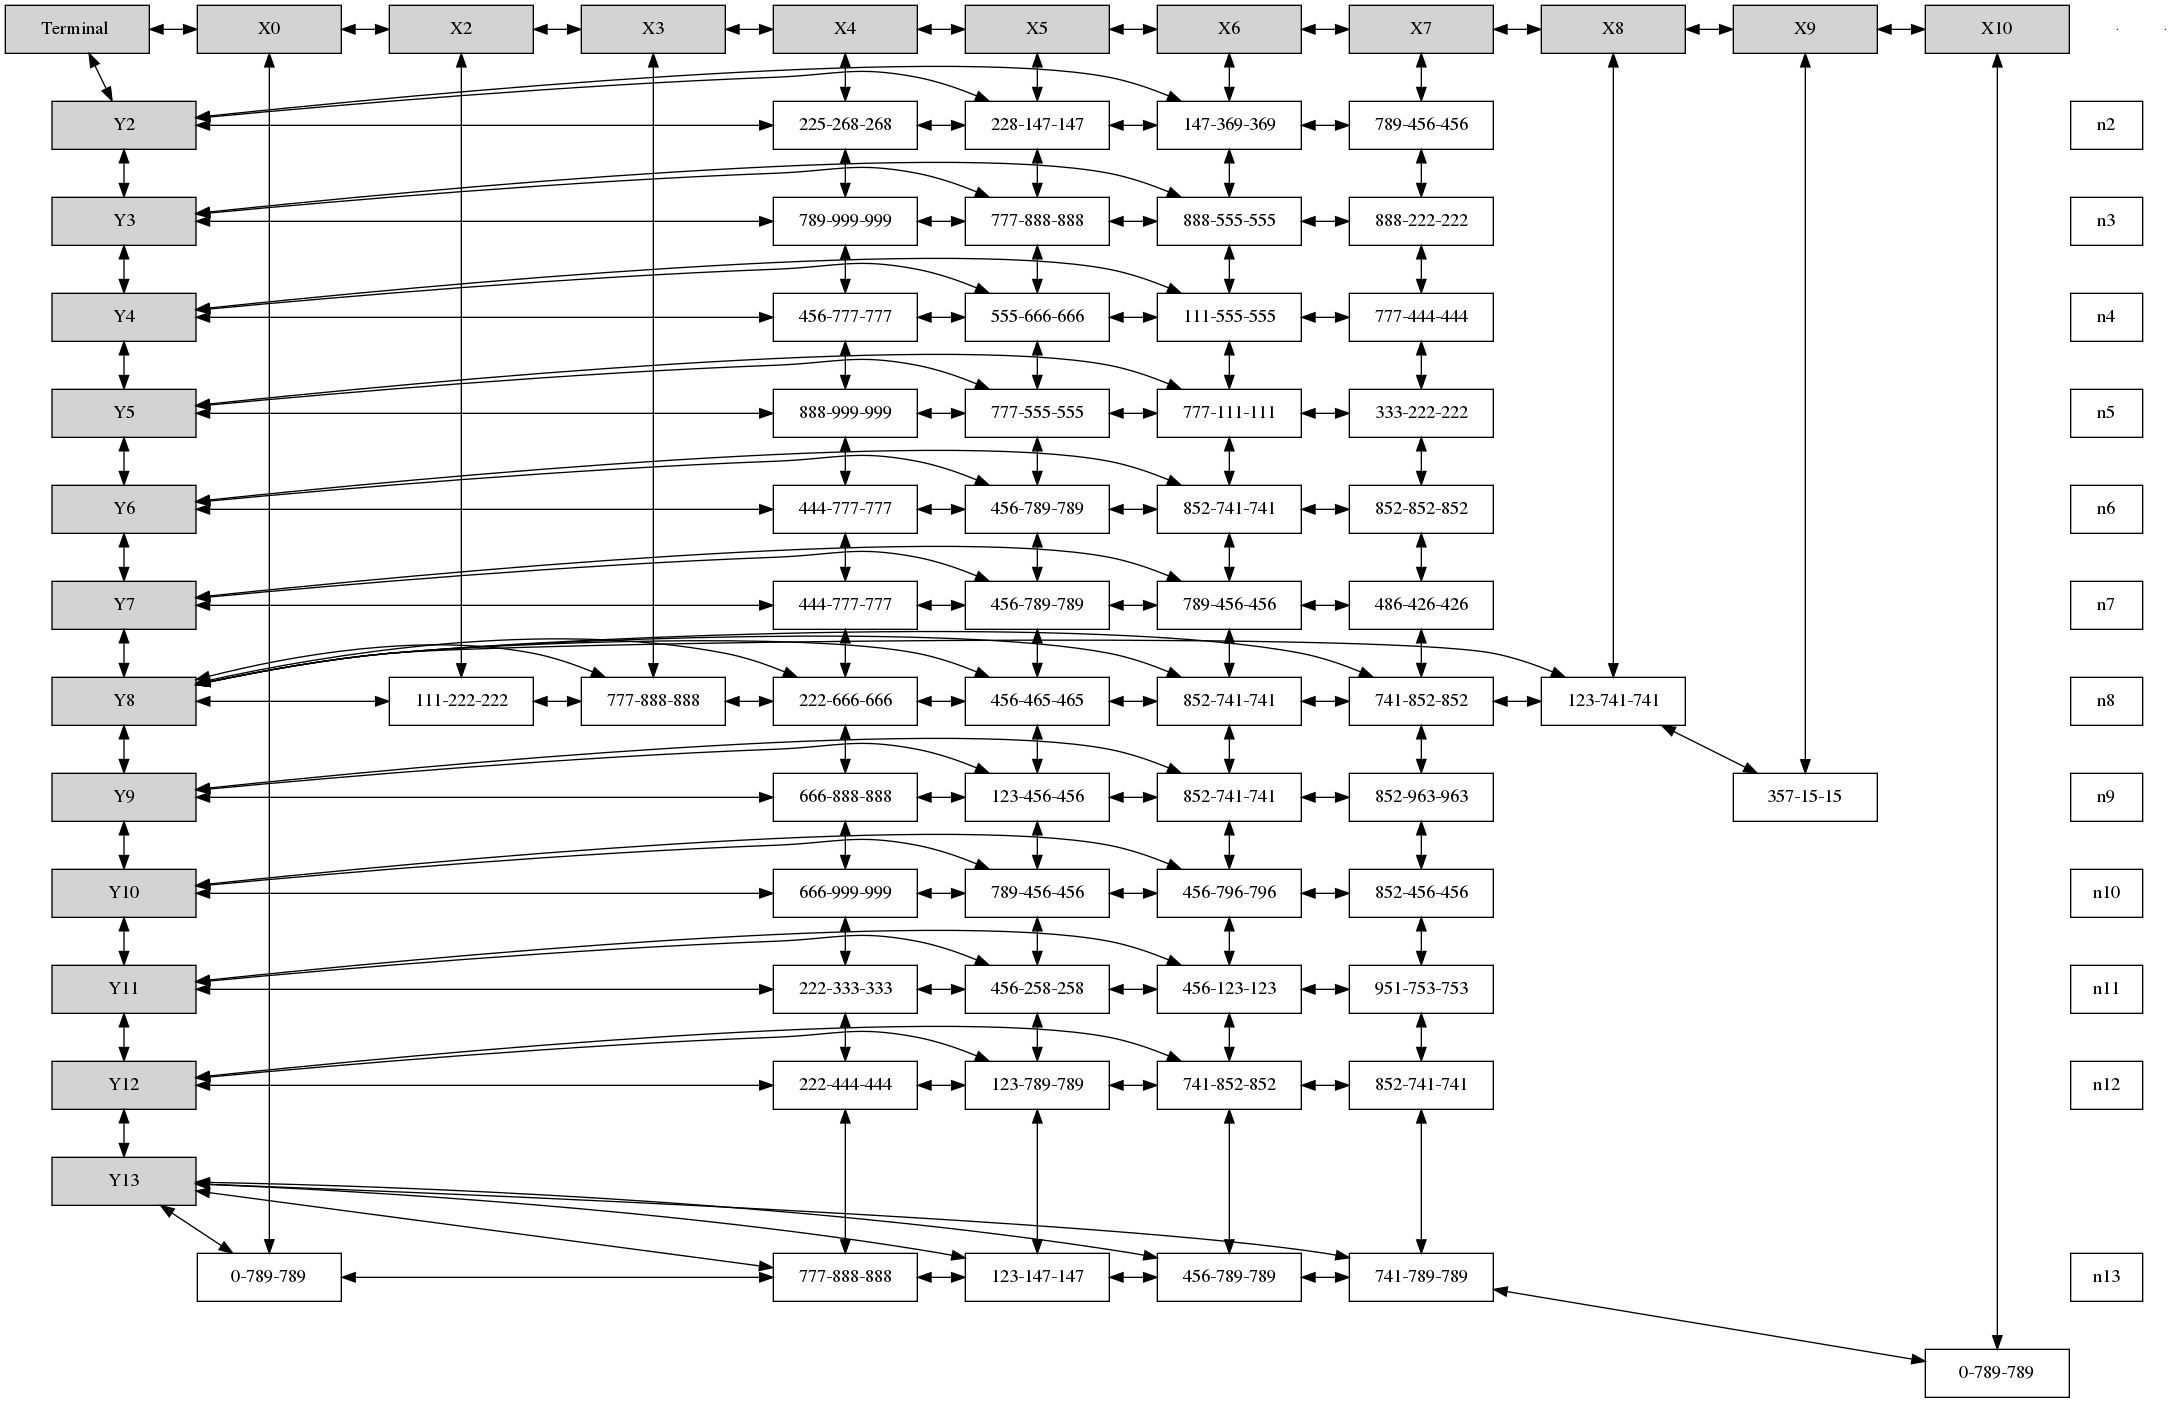 Terminal X0 X2 X3 X4 X5 X6 X7 X8 X9 X10
Y2 225-268-268 228-147-147 147-369-369 789-456-456 n2
Y3 789-999-999 777-888-888 888-555-555 888-222-222 n3
Y4 456-777-777 555-666-666 111-555-555 777-444-444 n4
Y5 888-999-999 777-555-555 777-111-111 333-222-222 n5
Y6 444-777-777 456-789-789 852-741-741 852-852-852 n6
Y7 444-777-777 456-789-789 789-456-456 486-426-426 n7
Y8 111-222-222 777-888-888 222-666-666 456-465-465 852-741-741 741-852-852 123-741-741 n8
Y9 666-888-888 123-456-456 852-741-741 852-963-963 357-15-15 n9
Y10 666-999-999 789-456-456 456-796-796 852-456-456 n10
Y11 222-333-333 456-258-258 456-123-123 951-753-753 n11
Y12 222-444-444 123-789-789 741-852-852 852-741-741 n12
Y13
0-789-789 777-888-888 123-147-147 456-789-789 741-789-789 n13
0-789-789